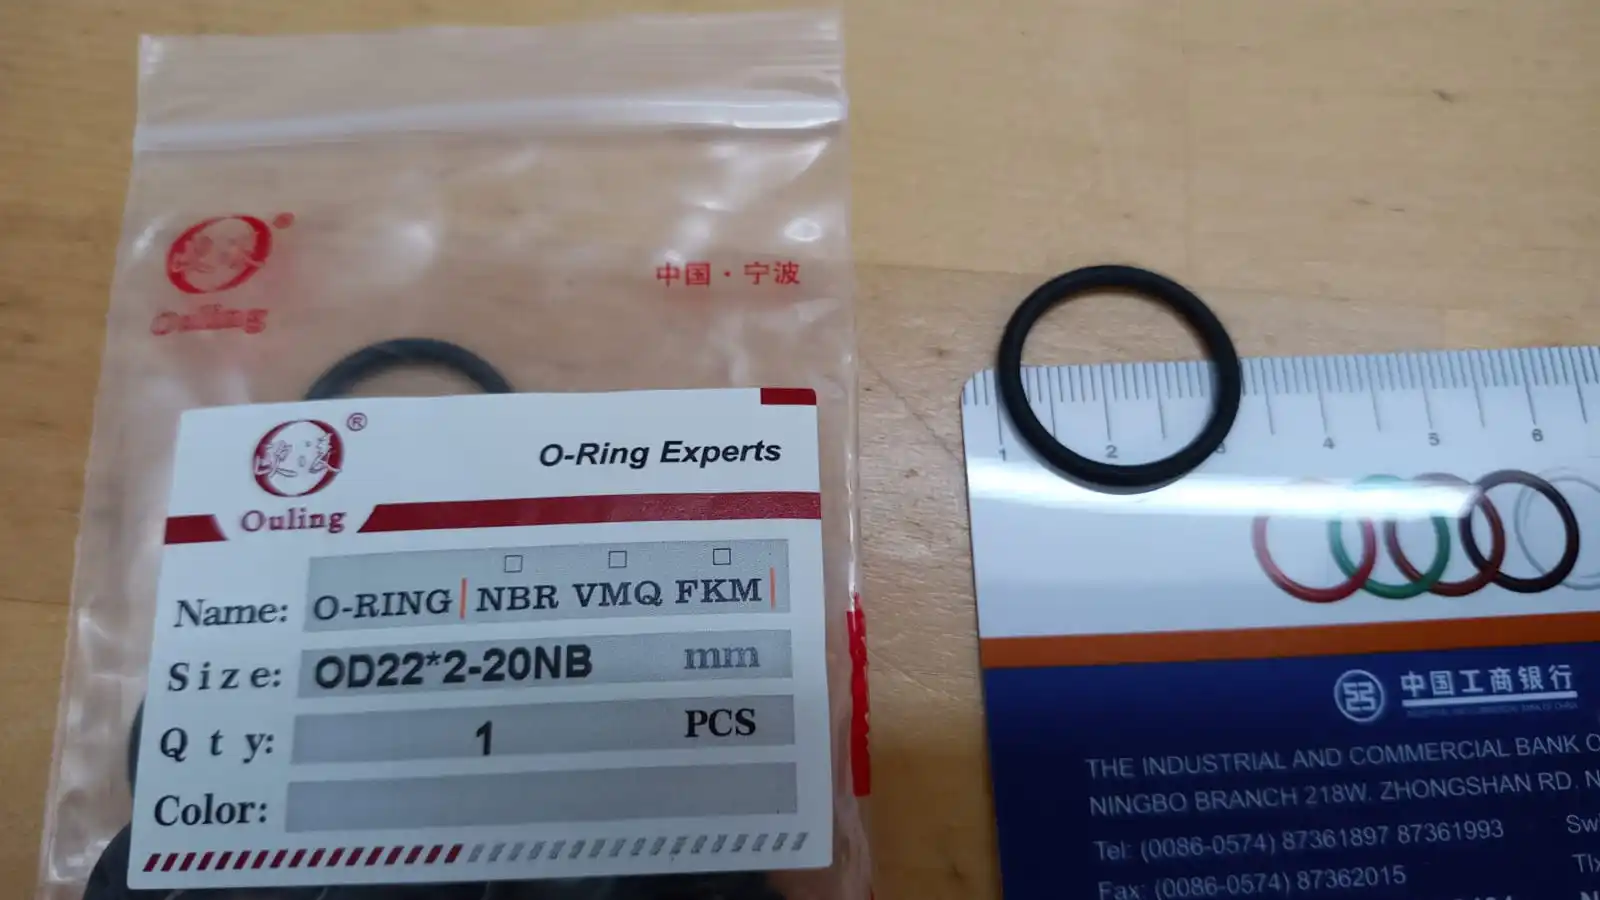 Ouling ®
中国·宁波
®
O-Ring Experts
Ouling
Name: O-RING NBR VMQ FKM
Size: OD22*2-20NB mm
Qty: 1 PCS
Color:
1 2 3 4 5 6
中国工商银行
THE INDUSTRIAL AND COMMERCIAL BANK O
NINGBO BRANCH 218W. ZHONGSHAN RD. N
Tel: (0086-0574) 87361897 87361993
Fax: (0086-0574) 87362015